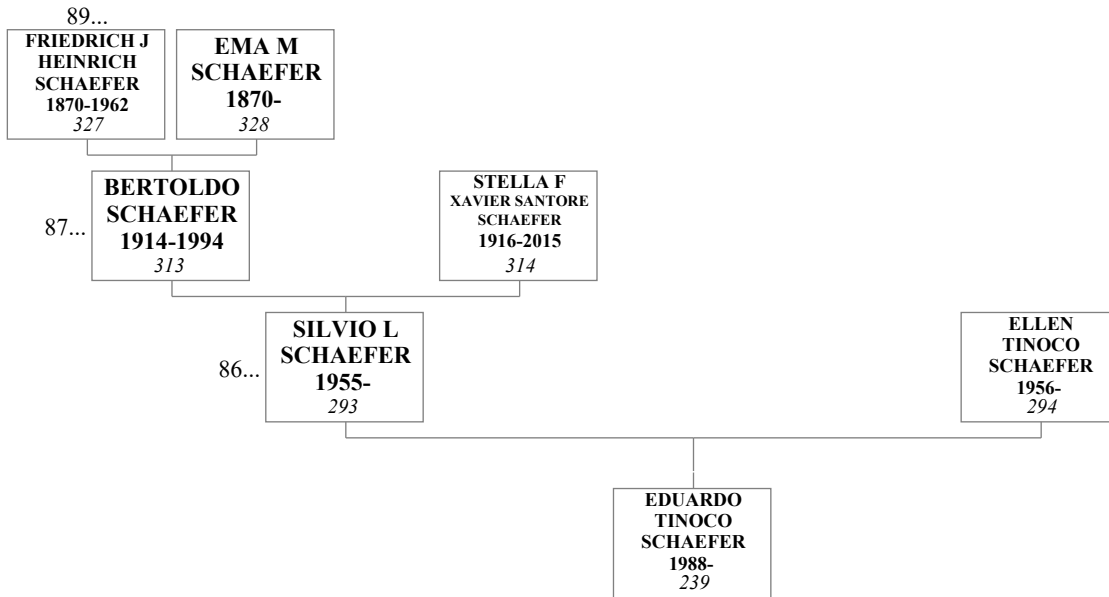 89...
FRIEDRICH J
HEINRICH
SCHAEFER
1870-1962
327
EMA M
SCHAEFER
1870-
328
87...
BERTOLDO
SCHAEFER
1914-1994
313
STELLA F
XAVIER SANTORE
SCHAEFER
1916-2015
314
86...
SILVIO L
SCHAEFER
1955-
293
ELLEN
TINOCO
SCHAEFER
1956-
294
EDUARDO
TINOCO
SCHAEFER
1988-
239